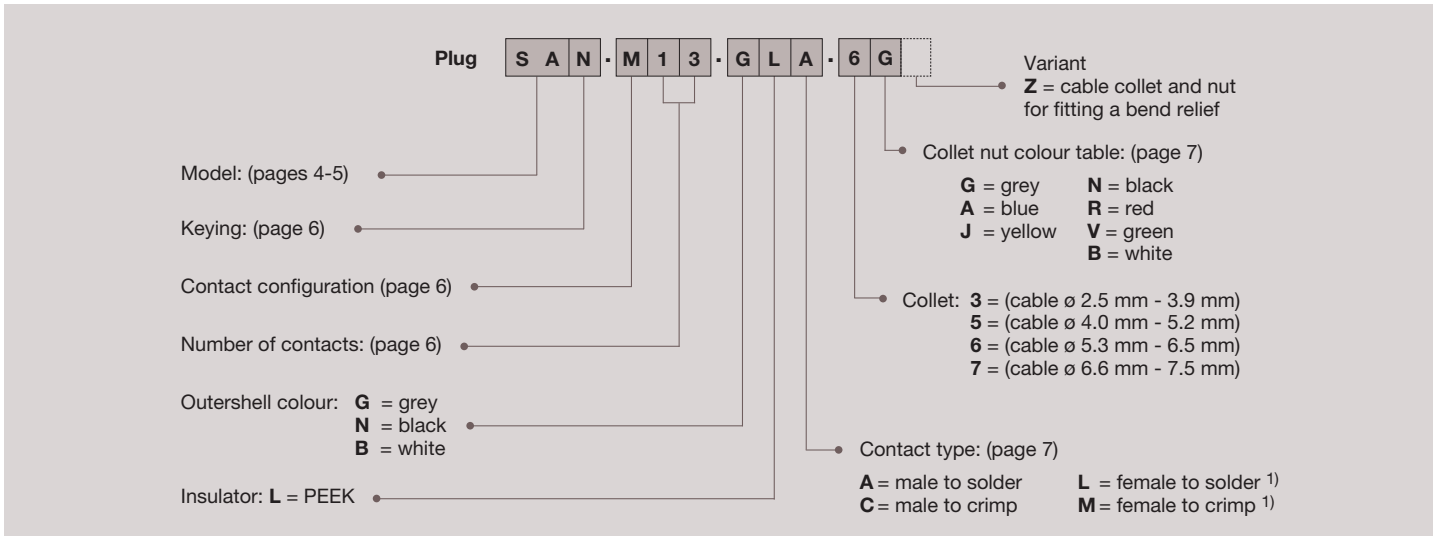 Plug S A N · M 1 3 · G L A · 6 G
Variant
Z = cable collet and nut
for fitting a bend relief
Collet nut colour table: (page 7)
G = grey N = black
A = blue R = red
J = yellow V = green
B = white
Model: (pages 4-5)
Keying: (page 6)
Contact configuration (page 6)
Collet: 3 = (cable ø 2.5 mm - 3.9 mm)
5 = (cable ø 4.0 mm - 5.2 mm)
6 = (cable ø 5.3 mm - 6.5 mm)
7 = (cable ø 6.6 mm - 7.5 mm)
Number of contacts: (page 6)
Outershell colour: G = grey
N = black
B = white
Contact type: (page 7)
A = male to solder L = female to solder 1)
C = male to crimp M = female to crimp 1)
Insulator: L = PEEK